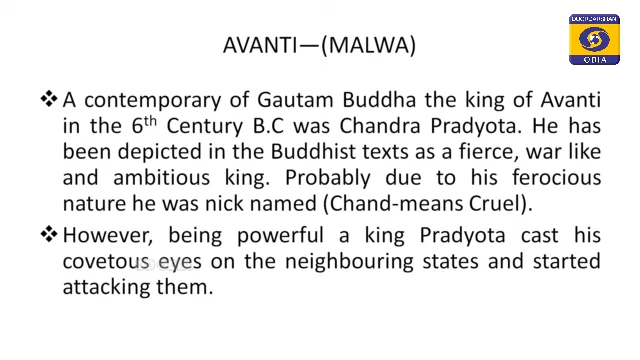 DOORDARSHAN
ODIA
AVANTI—(MALWA)
❖ A contemporary of Gautam Buddha the king of Avanti
in the 6th Century B.C was Chandra Pradyota. He has
been depicted in the Buddhist texts as a fierce, war like
and ambitious king. Probably due to his ferocious
nature he was nick named (Chand-means Cruel).
❖ However, being powerful a king Pradyota cast his
covetous eyes on the neighbouring states and started
attacking them.